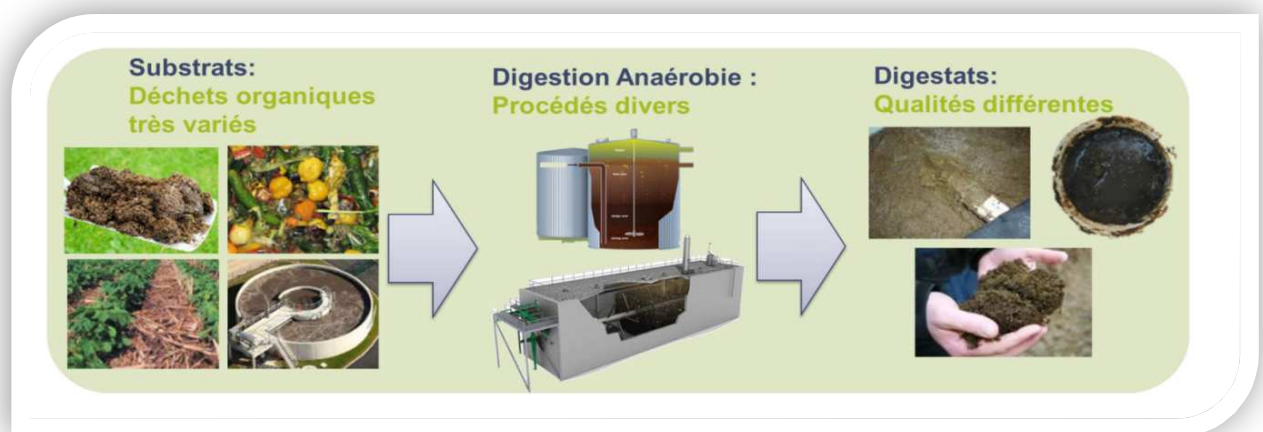 Substrats:
Déchets organiques
très variés
Digestion Anaérobie :
Procédés divers
Digestats:
Qualités différentes